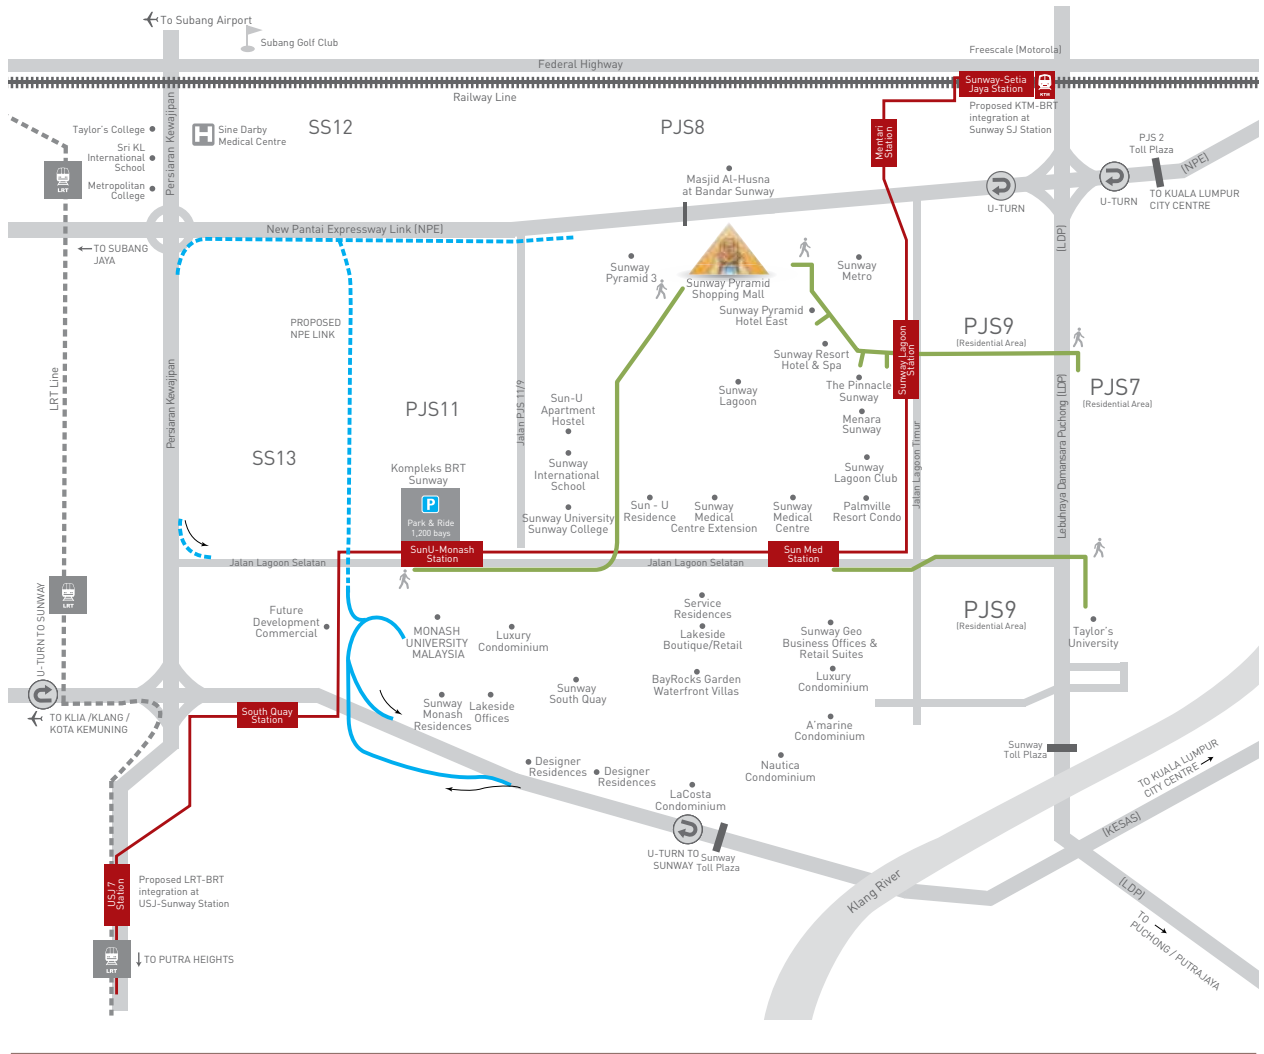 To Subang Airport
Subang Golf Club
Federal Highway
Freescale (Motorola)
Sunway-Setia
Jaya Station
KTM
Railway Line
Proposed KTM-BRT
integration at
Sunway SJ Station
Persiaran Kewajipan
Taylor's College
Sri KL
International
School
Metropolitan
College
H
Sine Darby
Medical Centre
SS12
PJS8
Mentari
Station
PJS 2
Toll Plaza
(NPE)
LRT
Masjid Al-Husna
at Bandar Sunway
U-TURN
U-TURN
TO KUALA LUMPUR
CITY CENTRE
New Pantai Expressway Link (NPE)
TO SUBANG
JAYA
(LDP)
Sunway
Pyramid 3
Sunway Pyramid
Shopping Mall
Sunway
Metro
PROPOSED
NPE LINK
Sunway Pyramid
Hotel East
Sunway Lagoon
Station
PJS9
(Residential Area)
Sunway Resort
Hotel & Spa
PJS7
(Residential Area)
LRT Line
Persiaran Kewajipan
PJS11
Jalan PJS 11/9
Sun-U
Apartment
Hostel
Sunway
Lagoon
The Pinnacle
Sunway
Menara
Sunway
Lebuhraya Damansara Puchong (LDP)
SS13
Kompleks BRT
Sunway
P
Park & Ride
1,200 bays
Sunway
International
School
Sunway
Lagoon Club
Jalan Lagoon Timur
Sunway University
Sunway College
Sun - U
Residence
Sunway
Medical
Centre Extension
Sunway
Medical
Centre
Palmville
Resort Condo
SunU-Monash
Station
Sun Med
Station
Jalan Lagoon Selatan
Jalan Lagoon Selatan
LRT
U-TURN TO SUNWAY
Future
Development
Commercial
MONASH
UNIVERSITY
MALAYSIA
Luxury
Condominium
Service
Residences
Lakeside
Boutique/Retail
Sunway Geo
Business Offices &
Retail Suites
PJS9
(Residential Area)
Taylor's
University
BayRocks Garden
Waterfront Villas
Luxury
Condominium
Sunway
South Quay
TO KLIA /KLANG /
KOTA KEMUNING
South Quay
Station
Sunway
Monash
Residences
Lakeside
Offices
A'marine
Condominium
Sunway
Toll Plaza
Designer
Residences
Designer
Residences
Nautica
Condominium
TO KUALA LUMPUR
CITY CENTRE
LaCosta
Condominium
(KESAS)
U-TURN TO
SUNWAY
Sunway
Toll Plaza
USJ 7
Station
Proposed LRT-BRT
integration at
USJ-Sunway Station
Klang River
(LDP)
TO
PUCHONG / PUTRAJAYA
LRT
TO PUTRA HEIGHTS